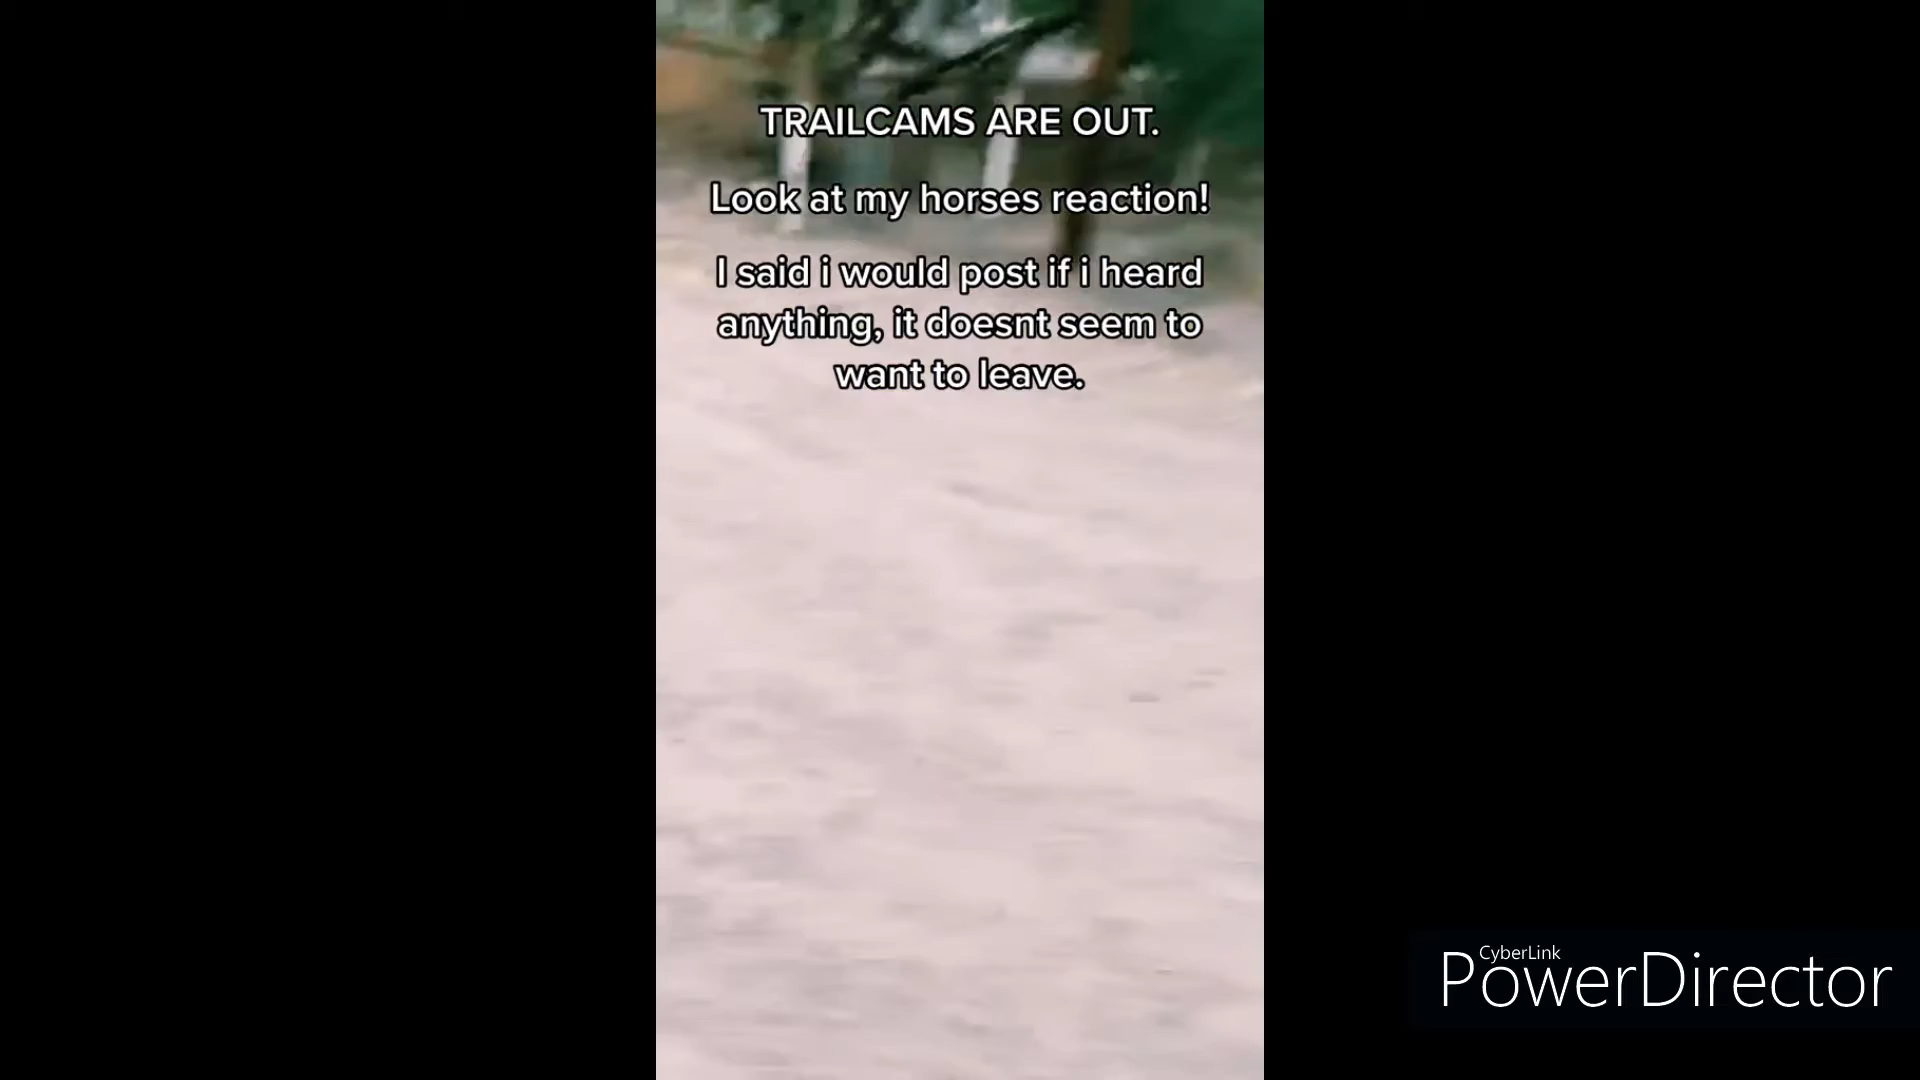 TRAILCAMS ARE OUT.
Look at my horses reaction!
I said i would post if i heard
anything, it doesnt seem to
want to leave.
CyberLink
PowerDirector